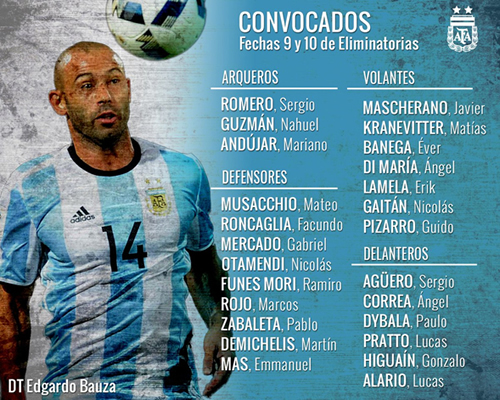 CONVOCADOS
Fechas 9 y 10 de Eliminatorias
AFA
ARQUEROS
ROMERO, Sergio
GUZMÁN, Nahuel
ANDÚJAR, Mariano
DEFENSORES
MUSACCHIO, Mateo
RONCAGLIA, Facundo
MERCADO, Gabriel
OTAMENDI, Nicolás
FUNES MORI, Ramiro
ROJO, Marcos
ZABALETA, Pablo
DEMICHELIS, Martín
MAS, Emmanuel
VOLANTES
MASCHERANO, Javier
KRANEVITTER, Matías
BANEGA, Éver
DI MARÍA, Ángel
LAMELA, Erik
GAITÁN, Nicolás
PIZARRO, Guido
DELANTEROS
AGÜERO, Sergio
CORREA, Ángel
DYBALA, Paulo
PRATTO, Lucas
HIGUAÍN, Gonzalo
ALARIO, Lucas
adidas
14
DT Edgardo Bauza